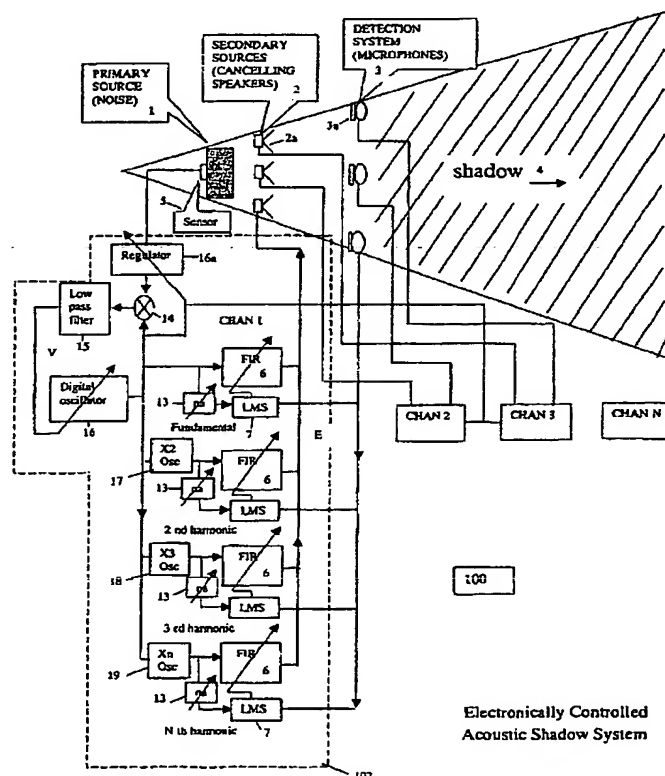 DETECTION
SYSTEM
(MICROPHONES)
3
SECONDARY
SOURCES
(CANCELLING
SPEAKERS)
2
PRIMARY
SOURCE
(NOISE)
1
2a
3a
shadow
4
5
Sensor
Regulator
16a
Low
pass
filter
15
14
V
CHAN 1
Digital
oscillator
16
FIR
6
13
LMS
Fundamental
7
E
CHAN 2
CHAN 3
CHAN N
X2
Osc
17
FIR
6
13
LMS
2 nd harmonic
7
X3
Osc
18
FIR
6
13
LMS
3 rd harmonic
100
Xn
Osc
19
FIR
6
13
LMS
N th harmonic
7
Electronically Controlled
Acoustic Shadow System